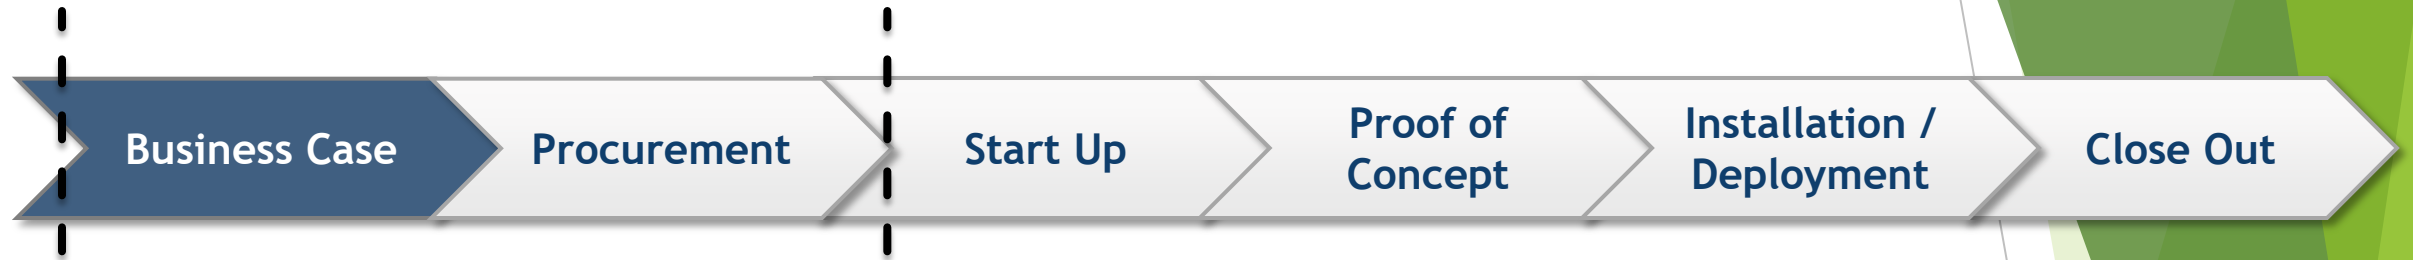 Business Case
Procurement
Start Up
Proof of
Concept
Installation /
Deployment
Close Out